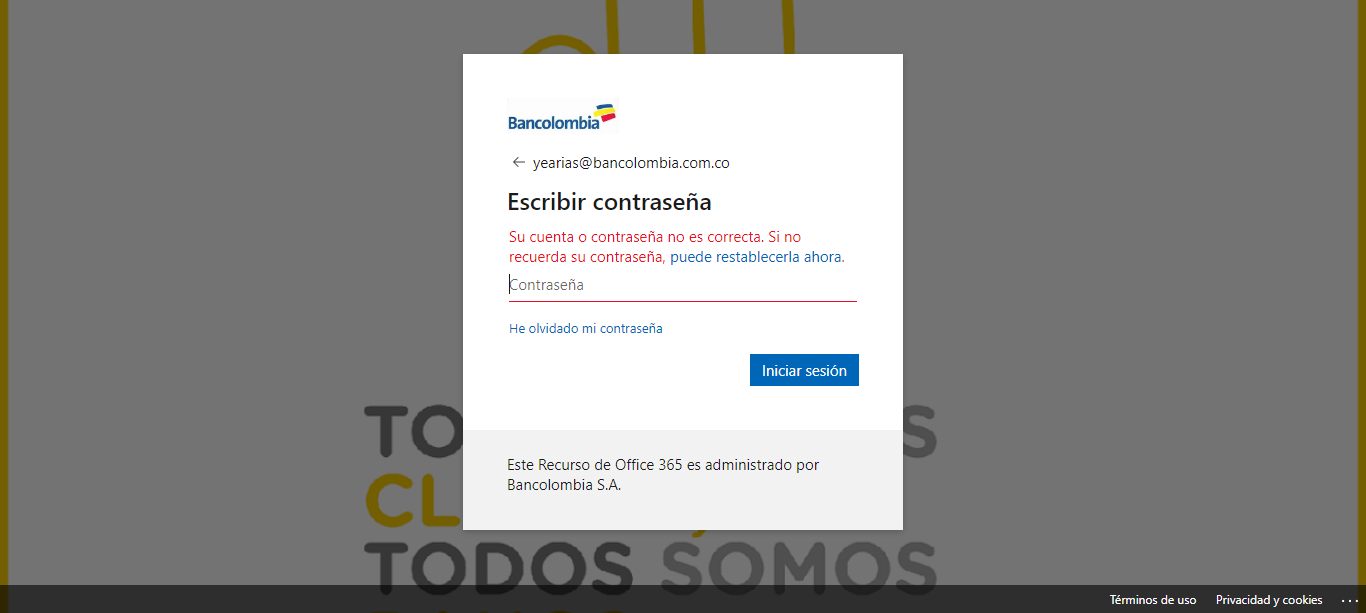 Bancolombia
yearias@bancolombia.com.co
Escribir contraseña
Su cuenta o contraseña no es correcta. Si no
recuerda su contraseña, puede restablecerla ahora.
Contraseña
He olvidado mi contraseña
Iniciar sesión
Este Recurso de Office 365 es administrado por
Bancolombia S.A.
TO
S
CL
TODOS SOMOS
Términos de uso Privacidad y cookies ...